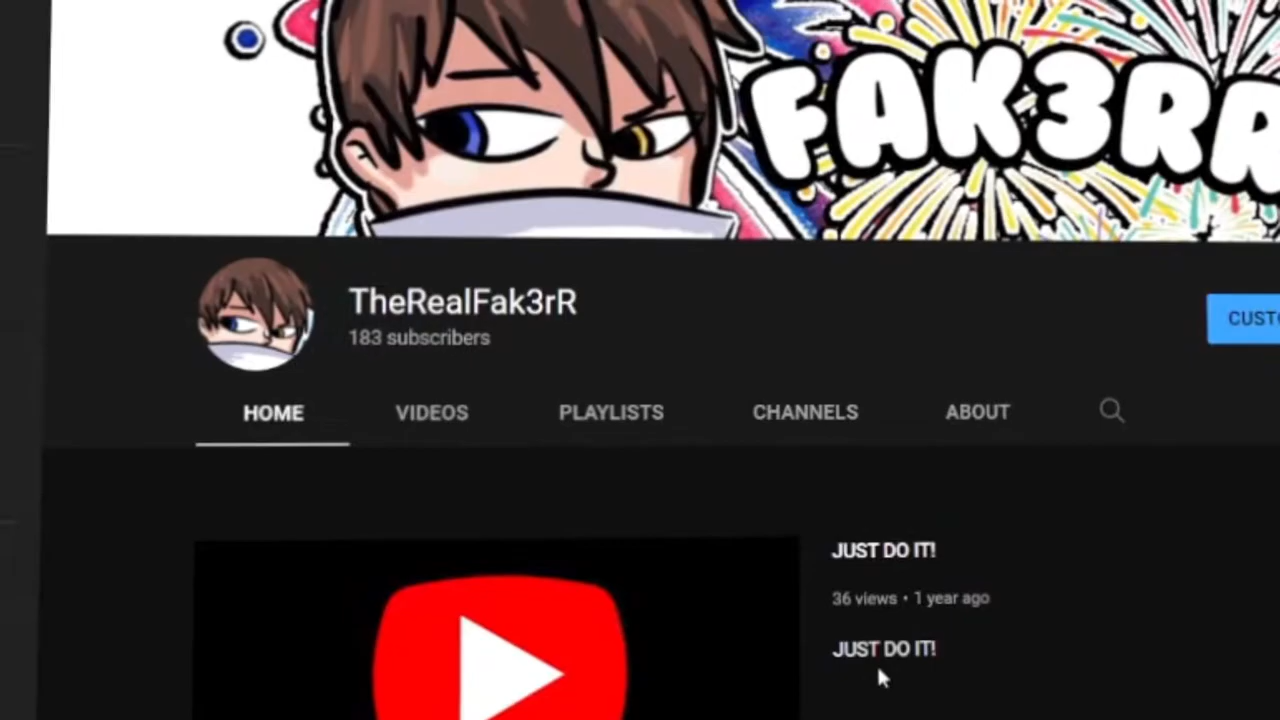 FAK3RR
TheRealFak3rR
183 subscribers
HOME
VIDEOS
PLAYLISTS
CHANNELS
ABOUT
JUST DO IT!
36 views • 1 year ago
JUST DO IT!